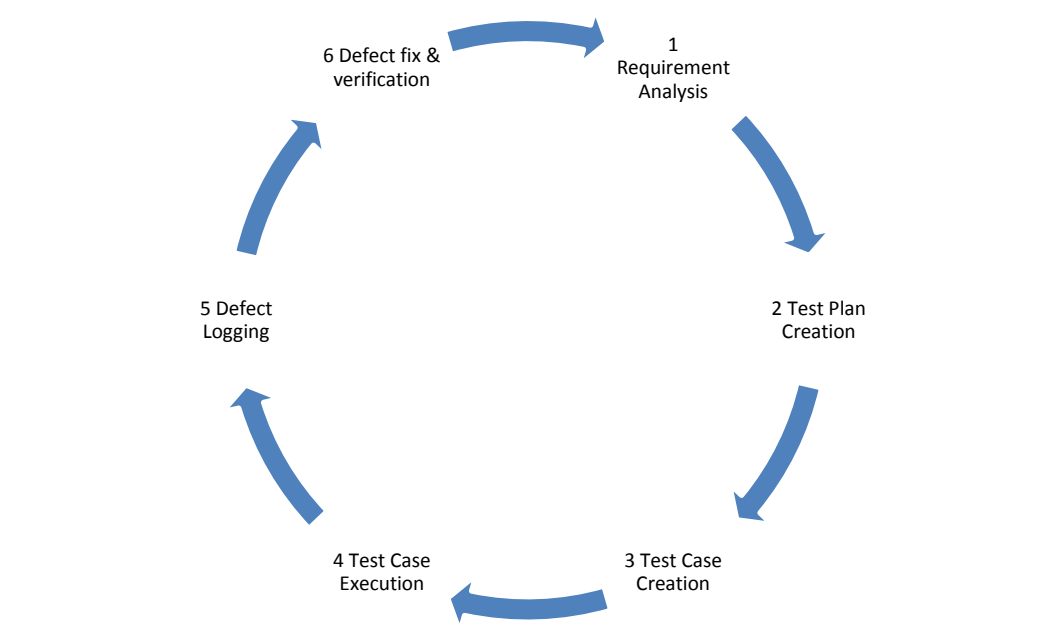 1
Requirement
Analysis
2 Test Plan
Creation
3 Test Case
Creation
4 Test Case
Execution
5 Defect
Logging
6 Defect fix &
verification